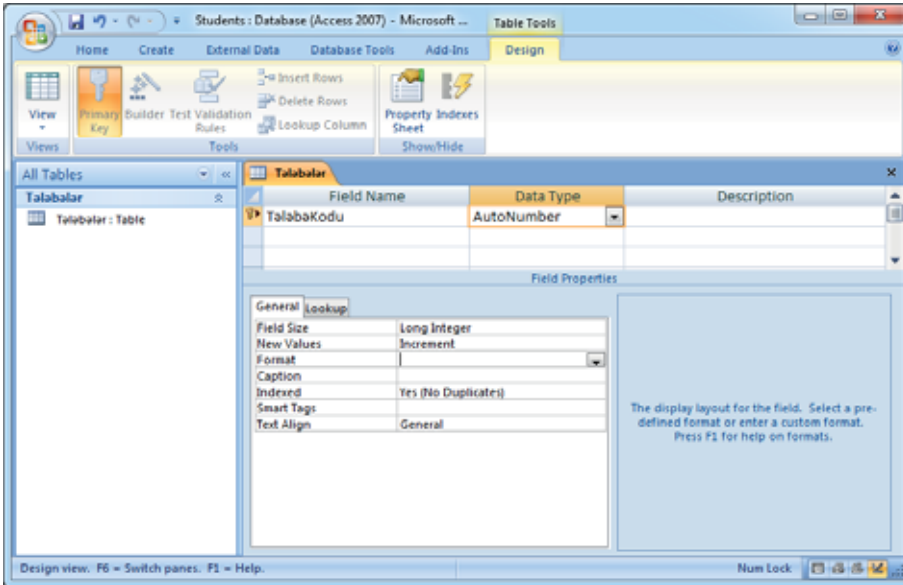 Students : Database (Access 2007) - Microsoft ...
Table Tools
Home Create External Data Database Tools Add-Ins Design
View
Primary Key
Builder
Test Validation Rules
Insert Rows
Delete Rows
Lookup Column
Property Sheet
Indexes
Views Tools Show/Hide
All Tables
Tələbələr
Tələbələr : Table
Tələbələr
Field Name Data Type Description
TələbəKodu AutoNumber
Field Properties
General Lookup
Field Size Long Integer
New Values Increment
Format
Caption
Indexed Yes (No Duplicates)
Smart Tags
Text Align General
The display layout for the field. Select a pre-
defined format or enter a custom format.
Press F1 for help on formats.
Design view. F6 = Switch panes. F1 = Help.
Num Lock